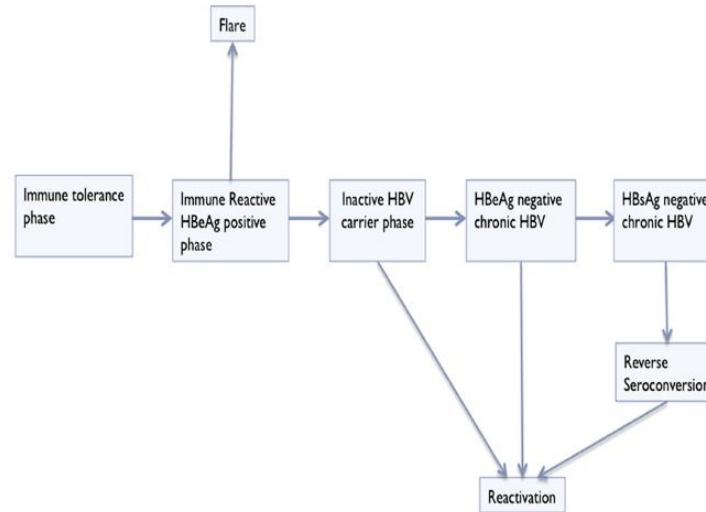 Flare
Immune tolerance
phase
Immune Reactive
HBeAg positive
phase
Inactive HBV
carrier phase
HBeAg negative
chronic HBV
HBsAg negative
chronic HBV
Reverse
Seroconversion
Reactivation